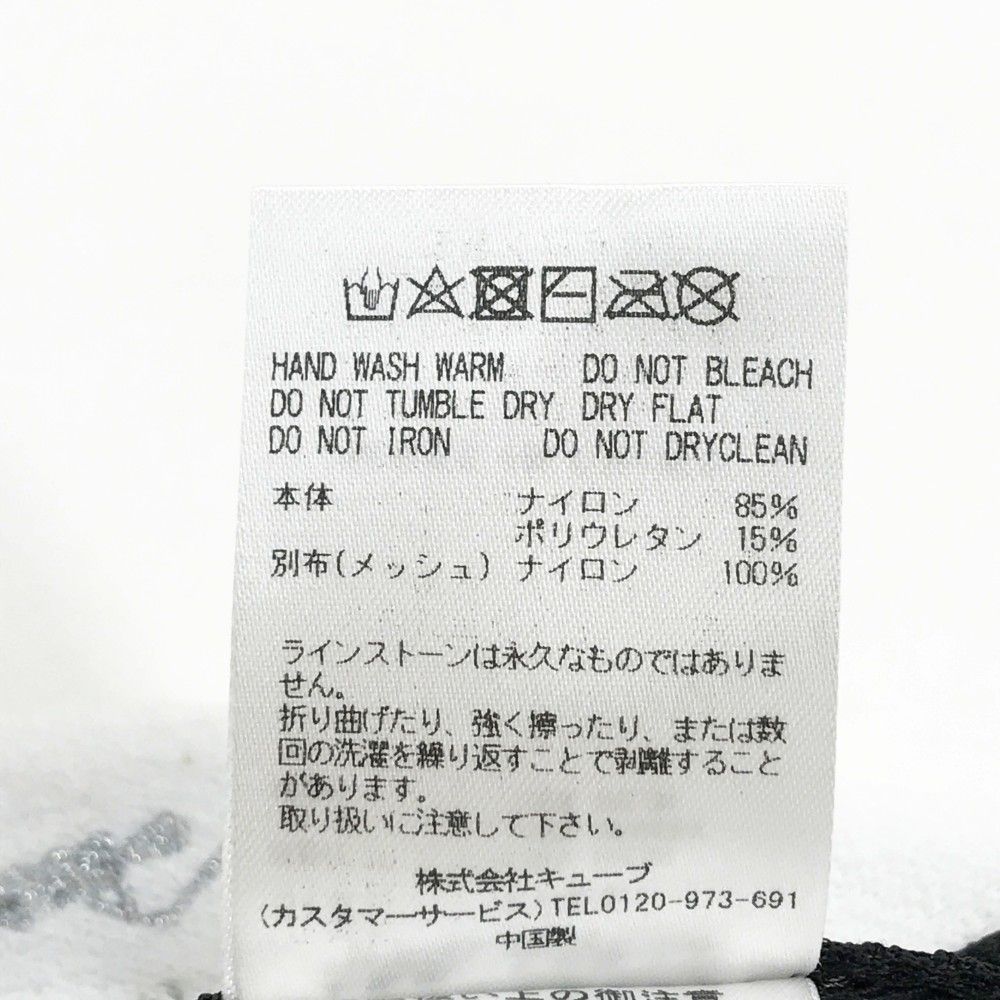 HAND WASH WARM DO NOT BLEACH
DO NOT TUMBLE DRY DRY FLAT
DO NOT IRON DO NOT DRYCLEAN
本体 ナイロン 85%
ポリウレタン 15%
別布(メッシュ) ナイロン 100%
ラインストーンは永久なものではありま
せん。
折り曲げたり、強く擦ったり、または数
回の洗濯を繰り返すことで剥離すること
があります。
取り扱いに注意して下さい。
株式会社キューブ
(カスタマーサービス)TEL0120-973-691
中国製
上の御注意